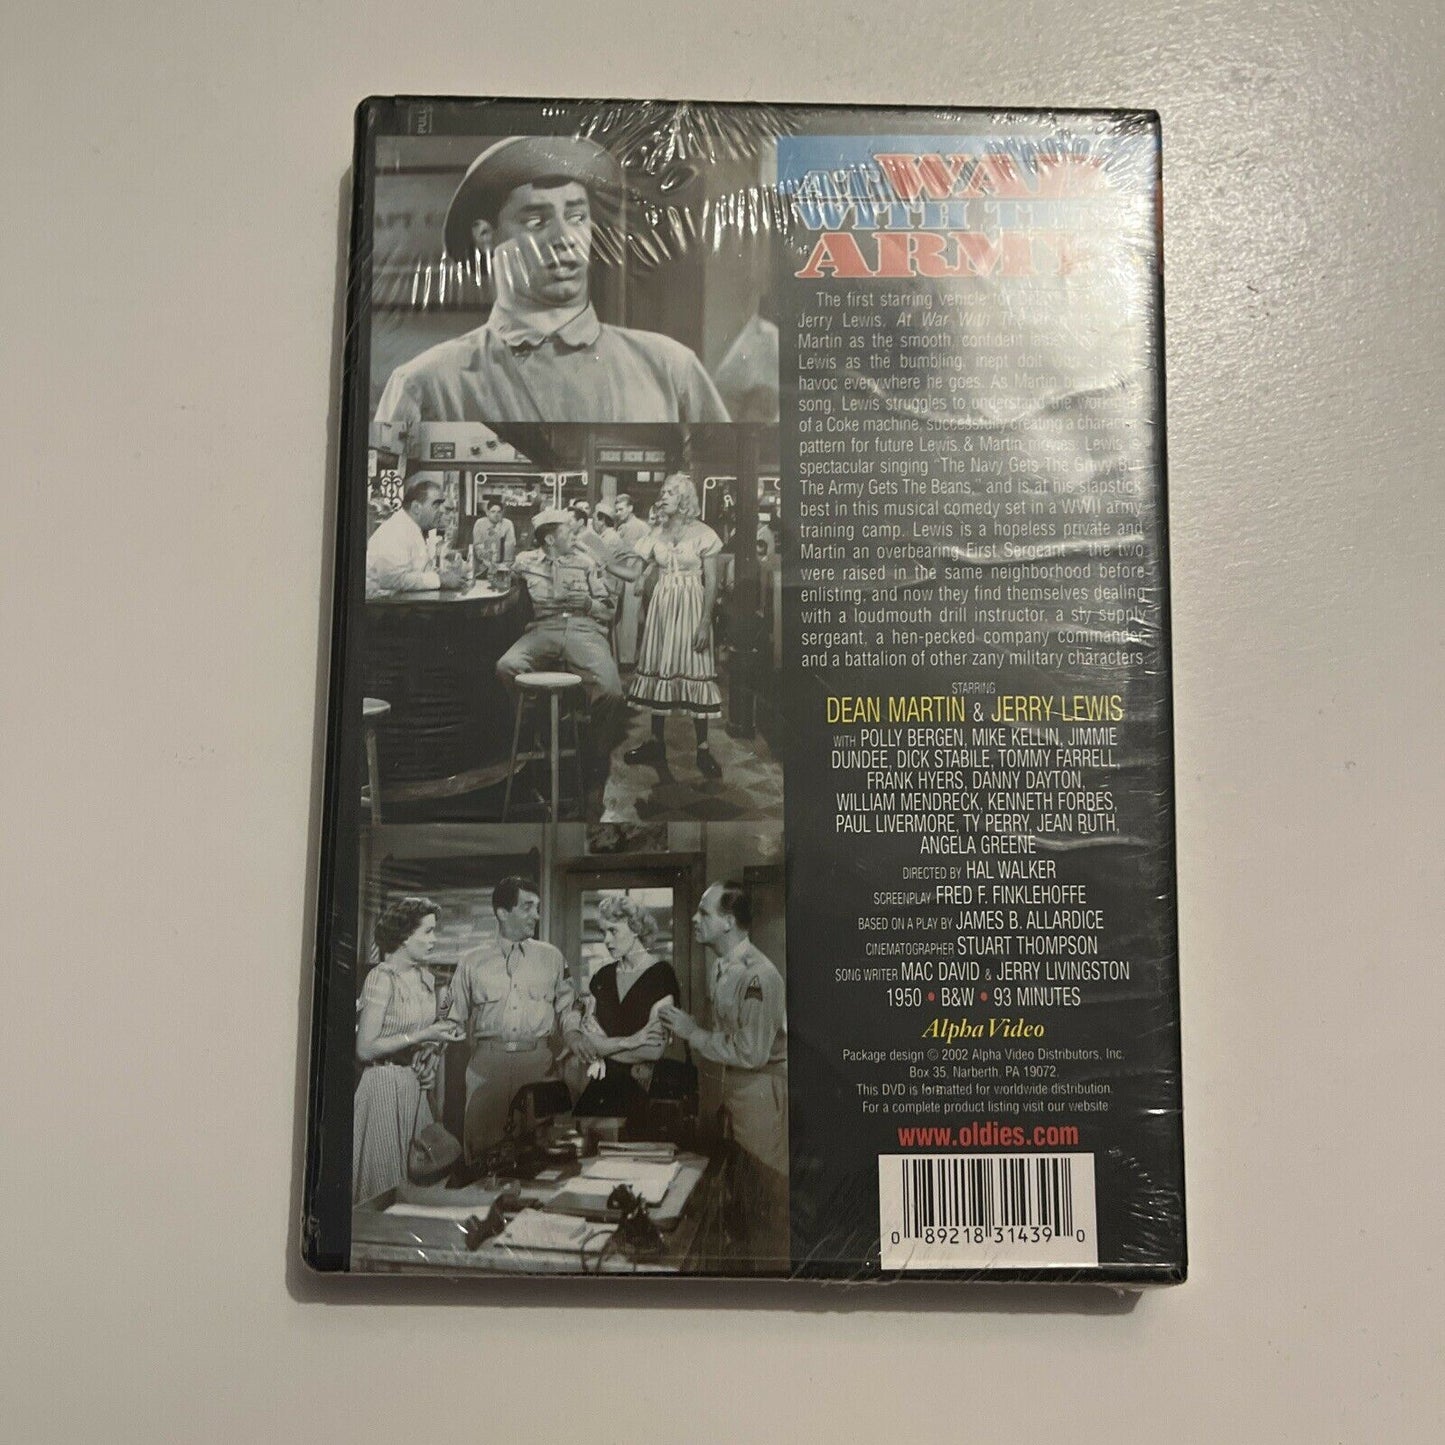 PULL
AT WAR
WITH THE
ARMY
The first starring vehicle for
Jerry Lewis, At War With The
Martin as the smooth, confident
Lewis as the bumbling, inept dolt
havoc everywhere he goes. As Martin
song, Lewis struggles to understand the workings
of a Coke machine, successfully creating a character
pattern for future Lewis & Martin movies. Lewis is
spectacular singing "The Navy Gets The Gravy But
The Army Gets The Beans," and is at his slapstick
best in this musical comedy set in a WWII army
training camp. Lewis is a hopeless private and
Martin an overbearing First Sergeant - the two
were raised in the same neighborhood before
enlisting, and now they find themselves dealing
with a loudmouth drill instructor, a sly supply
sergeant, a hen-pecked company commander
and a battalion of other zany military characters.
STARRING
DEAN MARTIN & JERRY LEWIS
WITH POLLY BERGEN, MIKE KELLIN, JIMMIE
DUNDEE, DICK STABILE, TOMMY FARRELL,
FRANK HYERS, DANNY DAYTON,
WILLIAM MENDRECK, KENNETH FORBES,
PAUL LIVERMORE, TY PERRY, JEAN RUTH,
ANGELA GREENE
DIRECTED BY HAL WALKER
SCREENPLAY FRED F. FINKLEHOFFE
BASED ON A PLAY BY JAMES B. ALLARDICE
CINEMATOGRAPHER STUART THOMPSON
SONG WRITER MAC DAVID & JERRY LIVINGSTON
1950 • B&W • 93 MINUTES
Alpha Video
Package design © 2002 Alpha Video Distributors, Inc.
Box 35, Narberth, PA 19072.
This DVD is formatted for worldwide distribution.
For a complete product listing visit our website
www.oldies.com
0 89218 31439 0